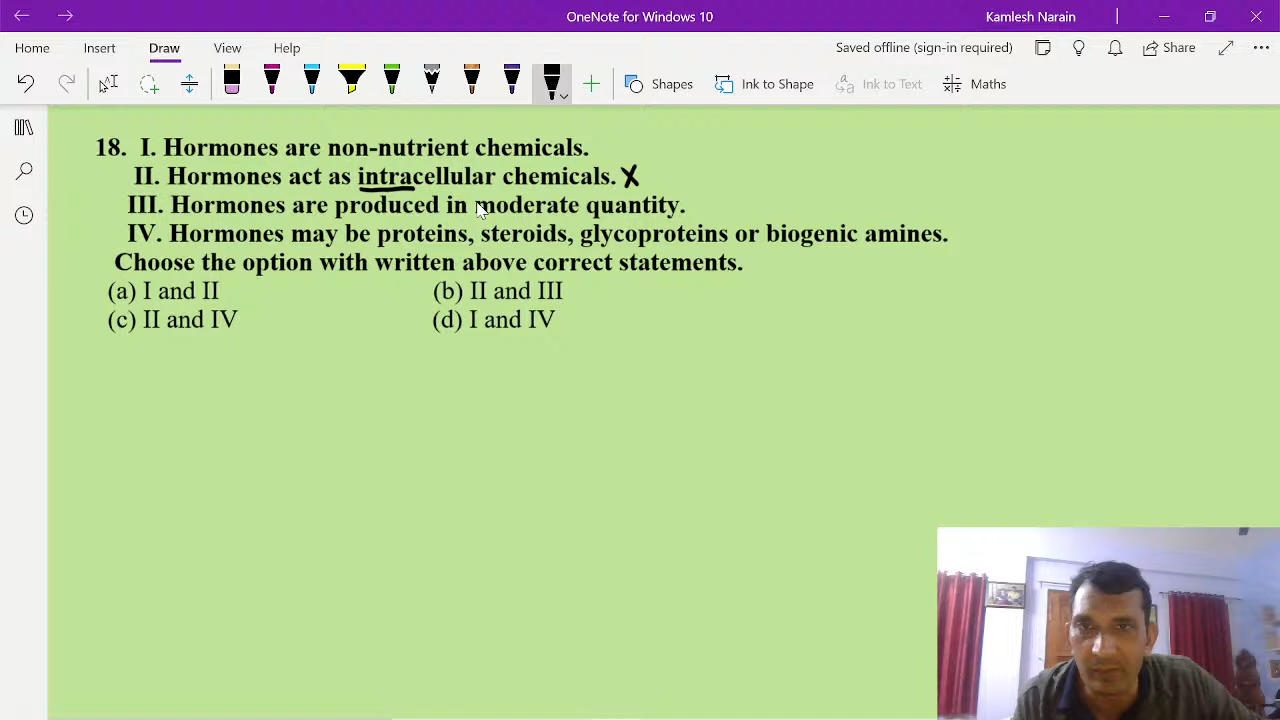 OneNote for Windows 10
Kamlesh Narain
Home Insert Draw View Help
Saved offline (sign-in required)
Share
Shapes
Ink to Shape
Ink to Text
Maths
18. I. Hormones are non-nutrient chemicals.
II. Hormones act as intracellular chemicals. X
III. Hormones are produced in moderate quantity.
IV. Hormones may be proteins, steroids, glycoproteins or biogenic amines.
Choose the option with written above correct statements.
(a) I and II (b) II and III
(c) II and IV (d) I and IV